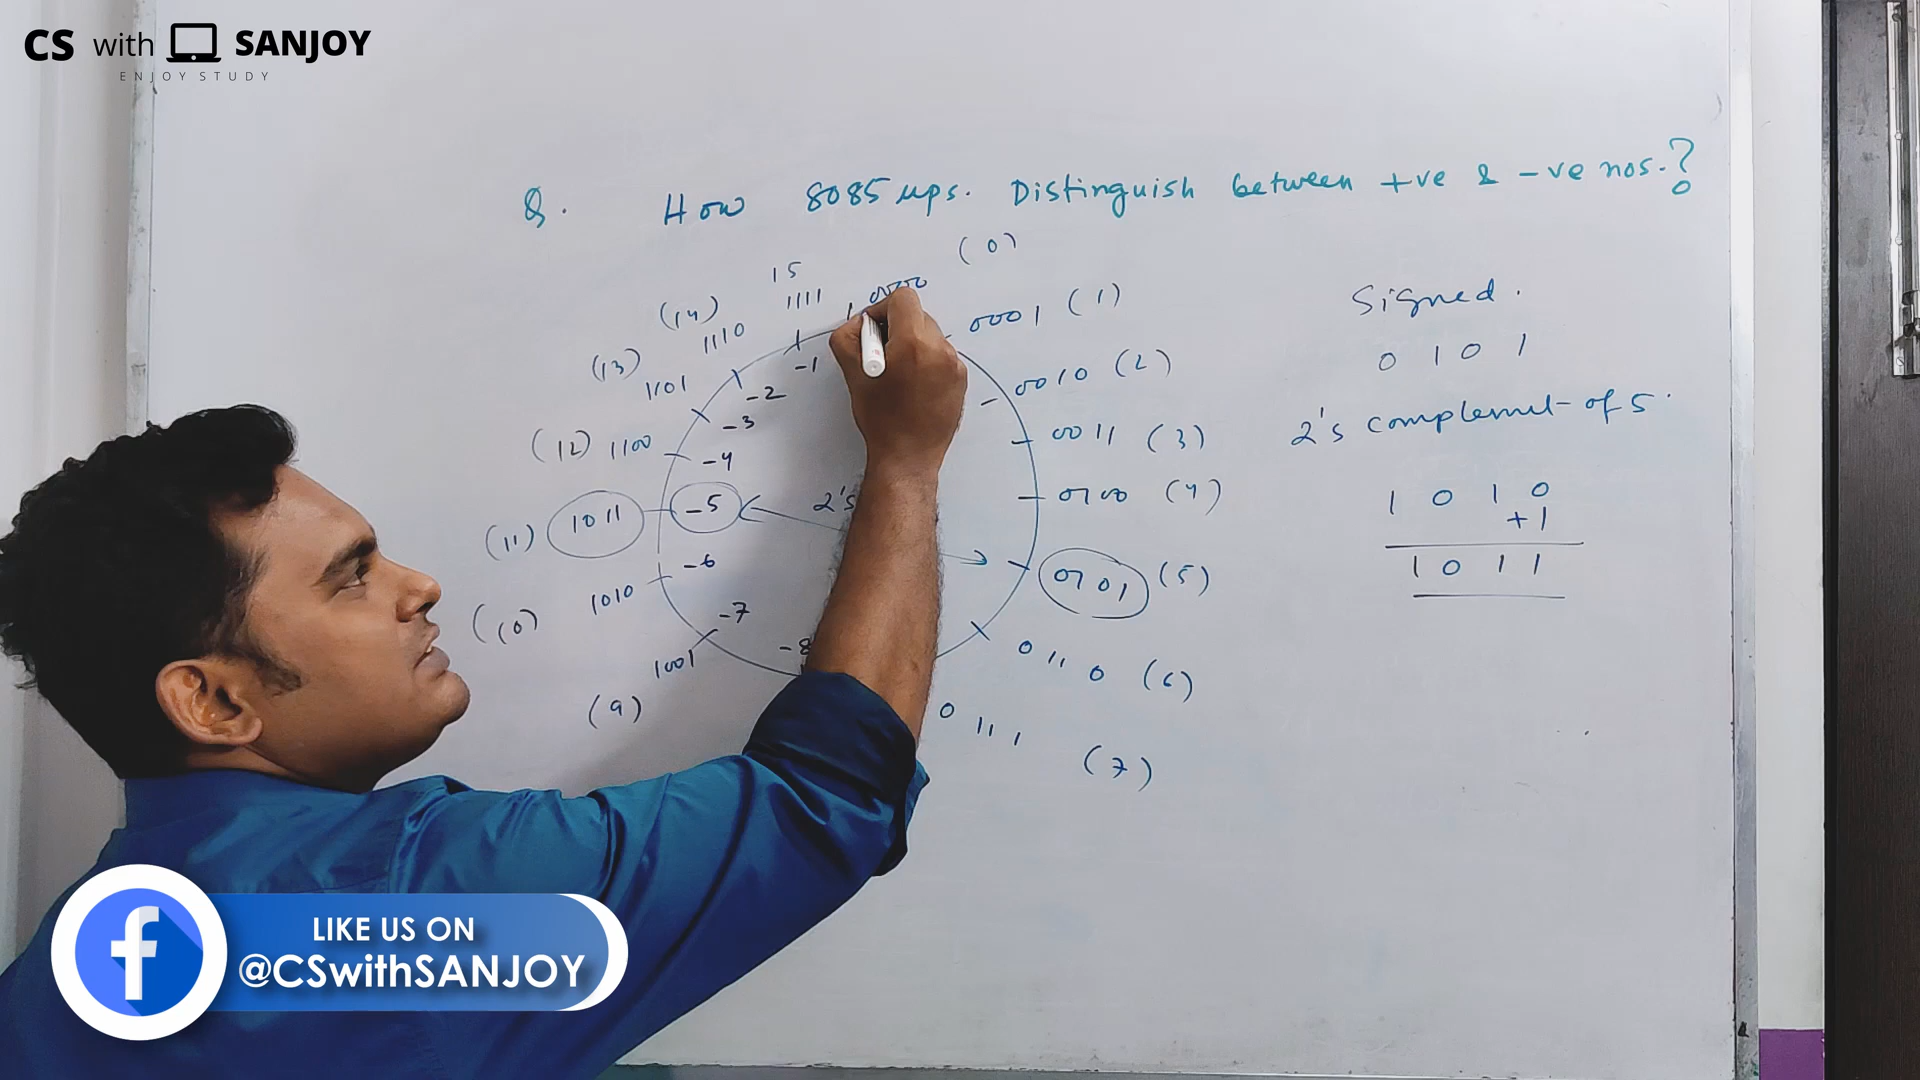 CS with SANJOY
ENJOY STUDY
Q. How 8085 μps. Distinguish between +ve & -ve nos.?
(0)
15
0000
(14) 1111
0001 (1)
1110
(13)
1101
-1
0010 (2)
-2
-3
(12) 1100
0011 (3)
-4
0100 (4)
(11) 1011
-5
2's
0101 (5)
-6
(10) 1010
-7
0110 (6)
1001
-8
(9)
0111
(7)
Signed.
0 1 0 1
2's complemet of 5.
1 0 1 0
+1
1 0 1 1
f
LIKE US ON
@CSwithSANJOY